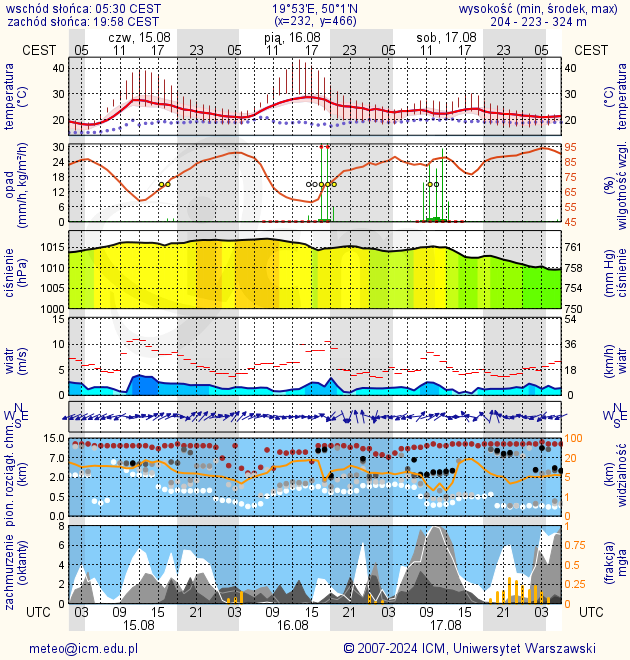 wschód słońca: 05:30 CEST 19°53'E, 50°1'N wysokość (min, środek, max)
zachód słońca: 19:58 CEST (x=232, y=466) 204 - 223 - 324 m
czw, 15.08 pią, 16.08 sob, 17.08
CEST 05 11 17 23 05 11 17 23 05 11 17 23 05 CEST
temperatura (°C)
40 30 20
40 30 20
temperatura (°C)
opad (mm/h, kg/m²/h)
30 24 18 12 6 0
95 85 75 65 55 45
(%) wilgotność wzgl.
ciśnienie (hPa)
1015 1010 1005 1000
761 758 754 750
(mm Hg) ciśnienie
wiatr (m/s)
15 10 5 0
54 36 18 0
(km/h) wiatr
N W E S
N W E S
pion. rozciągł. chm. (km)
15.0 7.0 2.0 0.5 0.0
100 20 5 1 0
(km) widzialność
zachmurzenie (oktanty)
8 6 4 2 0
1 0.75 0.5 0.25 0
(frakcja) mgła
UTC 03 09 15 21 03 09 15 21 03 09 15 21 03 UTC
15.08 16.08 17.08
meteo@icm.edu.pl © 2007-2024 ICM, Uniwersytet Warszawski